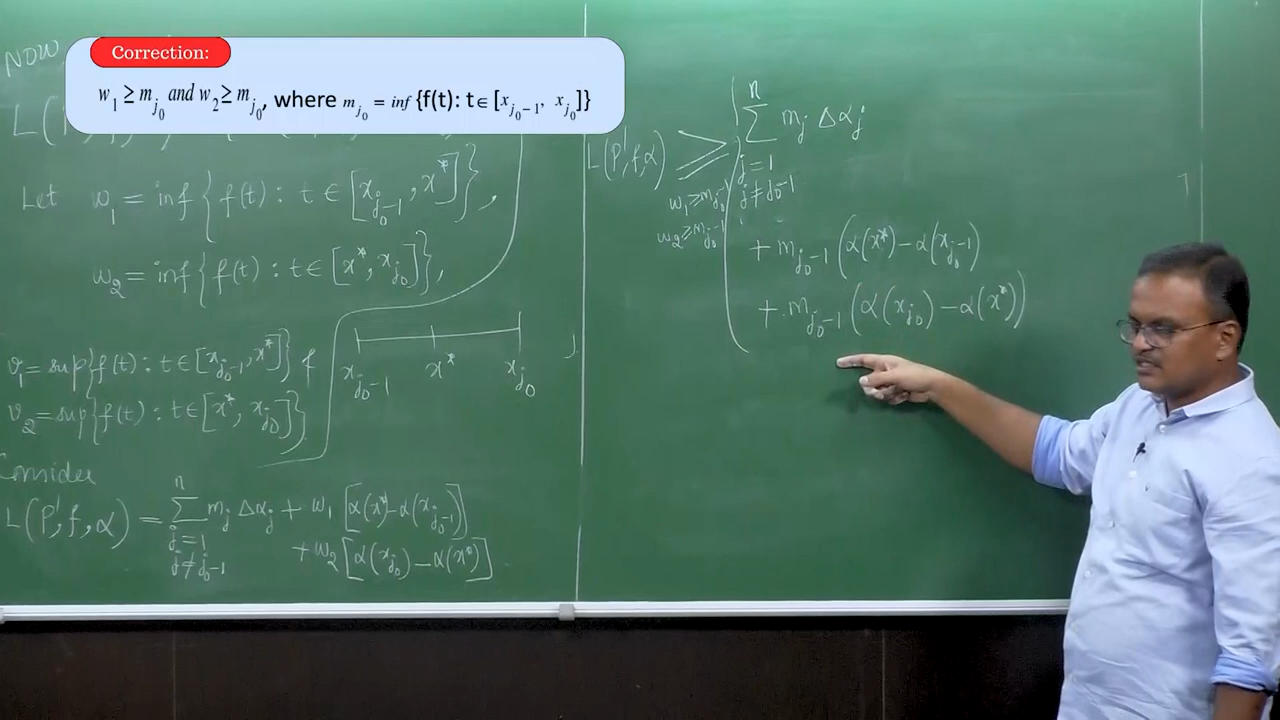 Correction:
w₁ ≥ m_{j₀} and w₂ ≥ m_{j₀}, where m_{j₀} = inf {f(t): t ∈ [x_{j₀-1}, x_{j₀}]}
NOW,
Let w₁ = inf { f(t) : t ∈ [x_{j₀-1}, x*] },
w₂ = inf { f(t) : t ∈ [x*, x_{j₀}] },
v₁ = sup { f(t) : t ∈ [x_{j₀-1}, x*] } &
v₂ = sup { f(t) : t ∈ [x*, x_{j₀}] }
x_{j₀-1} x* x_{j₀}
Consider
L(P', f, α) = ∑_{j=1, j≠j₀-1}^{n} m_j Δα_j + w₁ [α(x*) - α(x_{j₀-1})]
+ w₂ [α(x_{j₀}) - α(x*)]
L(P', f, α) ≥ ( ∑_{j=1, j≠j₀-1}^{n} m_j Δα_j
w₁ ≥ m_{j₀-1}
w₂ ≥ m_{j₀-1}
+ m_{j₀-1} (α(x*) - α(x_{j₀-1})
+ m_{j₀-1} (α(x_{j₀}) - α(x*))